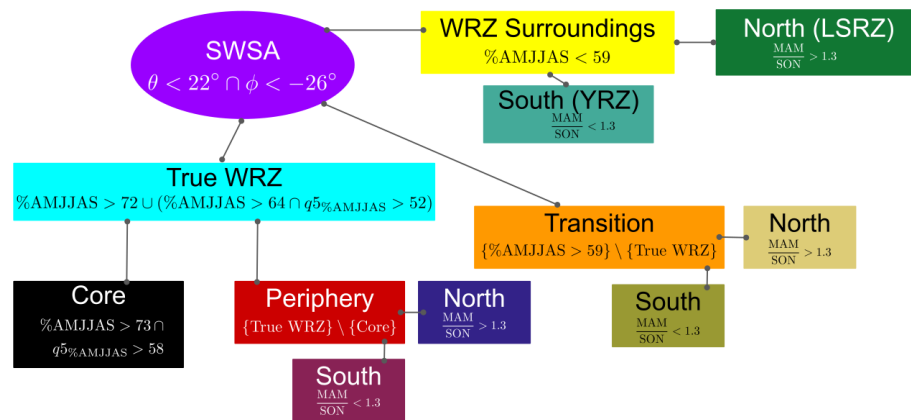 SWSA
θ < 22° ∩ ϕ < −26°
WRZ Surroundings
%AMJJAS < 59
North (LSRZ)
MAM/SON > 1.3
South (YRZ)
MAM/SON < 1.3
True WRZ
%AMJJAS > 72 ∪ (%AMJJAS > 64 ∩ q5%AMJJAS > 52)
Transition
{%AMJJAS > 59} \ {True WRZ}
North
MAM/SON > 1.3
South
MAM/SON < 1.3
Core
%AMJJAS > 73 ∩
q5%AMJJAS > 58
Periphery
{True WRZ} \ {Core}
North
MAM/SON > 1.3
South
MAM/SON < 1.3